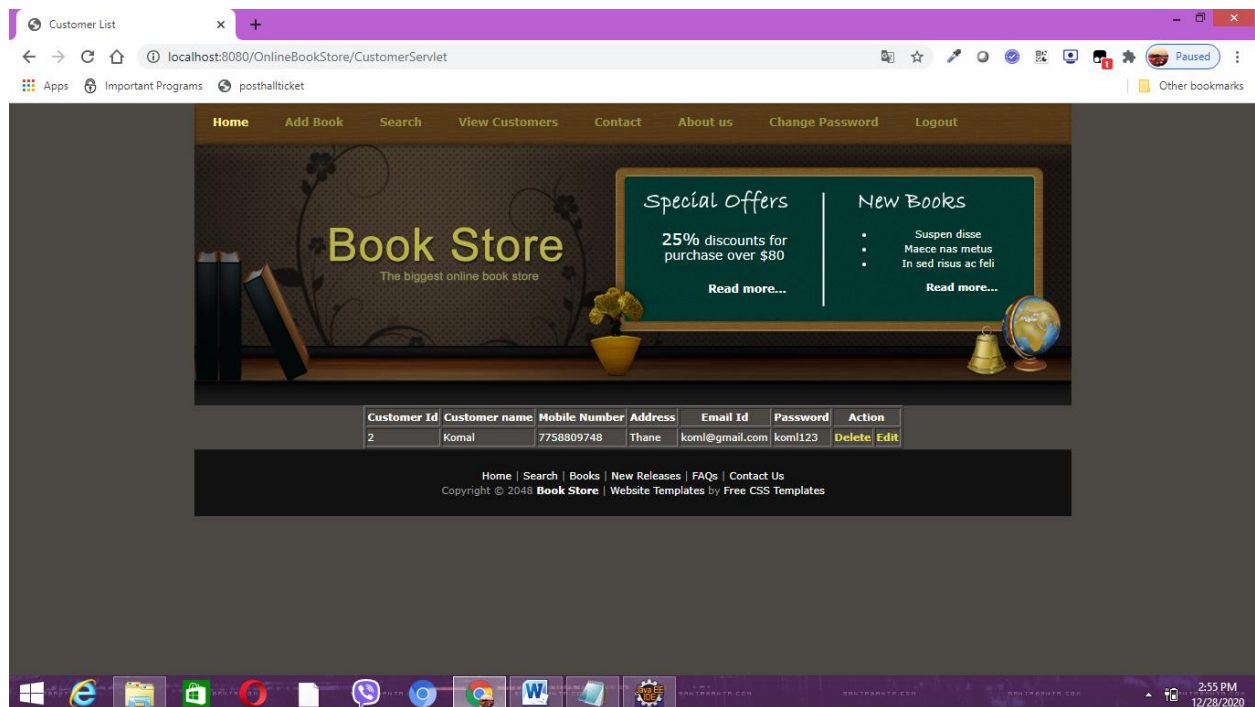 Customer List
localhost:8080/OnlineBookStore/CustomerServlet
Paused
Apps Important Programs posthallticket Other bookmarks
Home Add Book Search View Customers Contact About us Change Password Logout
Book Store
The biggest online book store
Special Offers
25% discounts for
purchase over $80
Read more...
New Books
Suspen disse
Maece nas metus
In sed risus ac feli
Read more...
Customer Id Customer name Mobile Number Address Email Id Password Action
2 Komal 7758809748 Thane koml@gmail.com koml123 Delete Edit
Home | Search | Books | New Releases | FAQs | Contact Us
Copyright © 2048 Book Store | Website Templates by Free CSS Templates
2:55 PM
12/28/2020